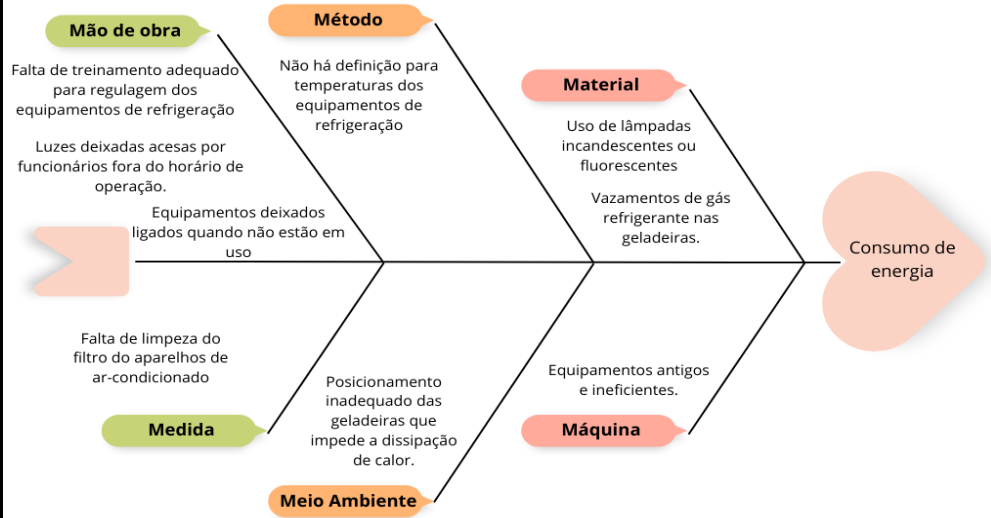 Mão de obra
Falta de treinamento adequado
para regulagem dos
equipamentos de refrigeração
Luzes deixadas acesas por
funcionários fora do horário de
operação.
Equipamentos deixados
ligados quando não estão em
uso
Método
Não há definição para
temperaturas dos
equipamentos de
refrigeração
Material
Uso de lâmpadas
incandescentes ou
fluorescentes
Vazamentos de gás
refrigerante nas
geladeiras.
Consumo de
energia
Falta de limpeza do
filtro do aparelhos de
ar-condicionado
Medida
Posicionamento
inadequado das
geladeiras que
impede a dissipação
de calor.
Meio Ambiente
Equipamentos antigos
e ineficientes.
Máquina